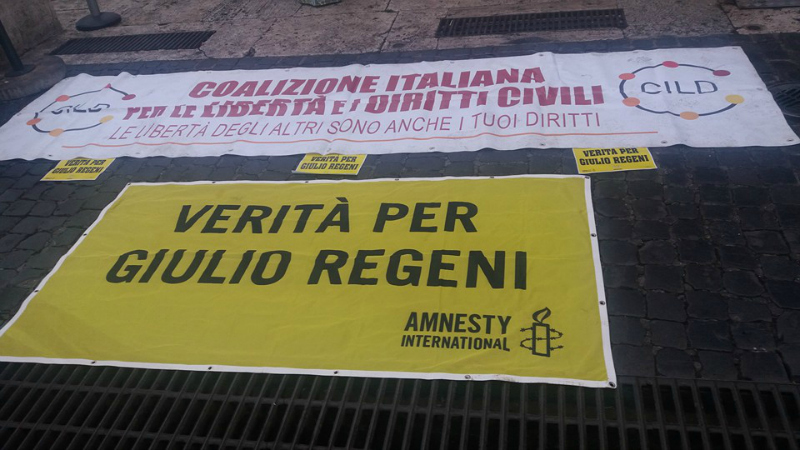 COALIZIONE ITALIANA
PER LE LIBERTÀ E I DIRITTI CIVILI
LE LIBERTÀ DEGLI ALTRI SONO ANCHE I TUOI DIRITTI
CILD
CILD
VERITÀ PER
GIULIO REGENI
VERITÀ PER
GIULIO REGENI
VERITÀ PER
GIULIO REGENI
VERITÀ PER
GIULIO REGENI
AMNESTY
INTERNATIONAL